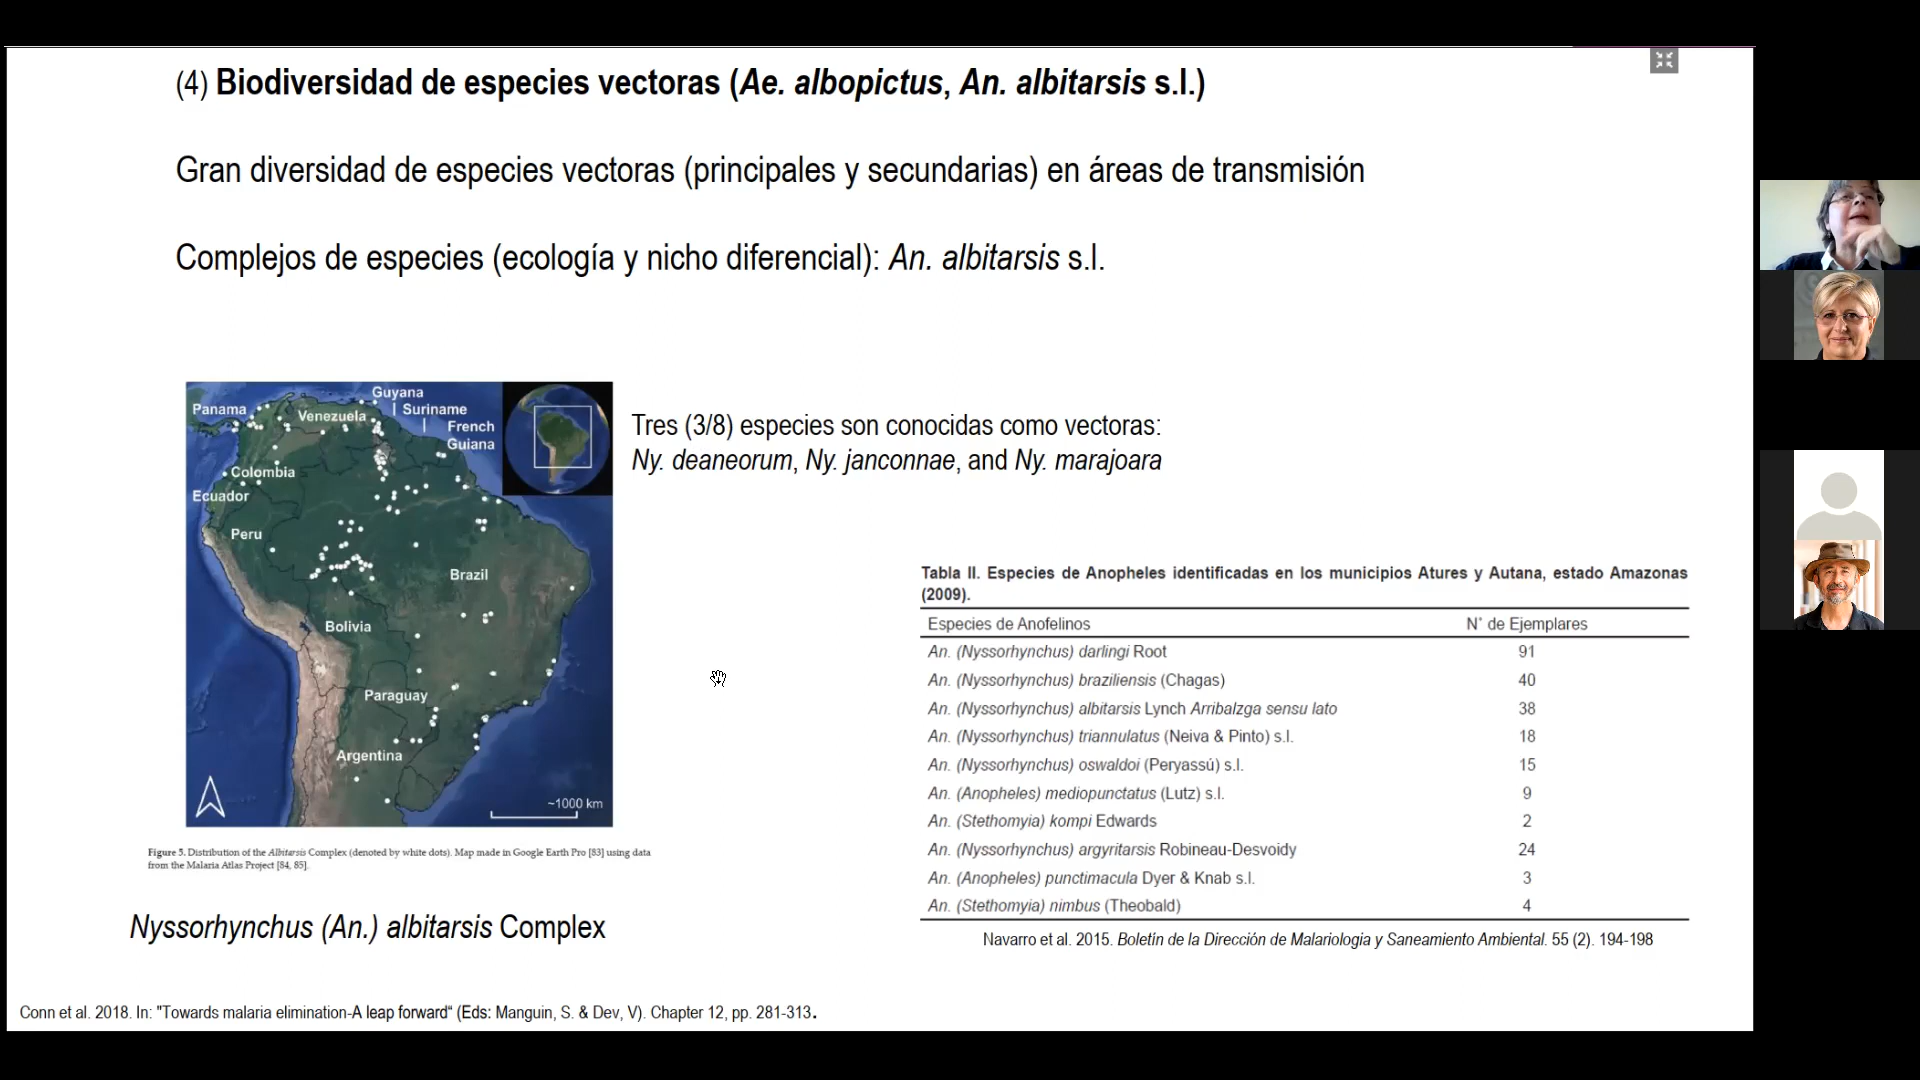 (4) Biodiversidad de especies vectoras (Ae. albopictus, An. albitarsis s.l.)
Gran diversidad de especies vectoras (principales y secundarias) en áreas de transmisión
Complejos de especies (ecología y nicho diferencial): An. albitarsis s.l.
Guyana
Panama
Venezuela
Suriname
French
Guiana
Colombia
Ecuador
Peru
Brazil
Bolivia
Paraguay
Argentina
~1000 km
Figure 5. Distribution of the Albitarsis Complex (denoted by white dots). Map made in Google Earth Pro [83] using data
from the Malaria Atlas Project [84, 85].
Nyssorhynchus (An.) albitarsis Complex
Tres (3/8) especies son conocidas como vectoras:
Ny. deaneorum, Ny. janconnae, and Ny. marajoara
Tabla II. Especies de Anopheles identificadas en los municipios Atures y Autana, estado Amazonas
(2009).
Especies de Anofelinos N° de Ejemplares
An. (Nyssorhynchus) darlingi Root 91
An. (Nyssorhynchus) braziliensis (Chagas) 40
An. (Nyssorhynchus) albitarsis Lynch Arribalzga sensu lato 38
An. (Nyssorhynchus) triannulatus (Neiva & Pinto) s.l. 18
An. (Nyssorhynchus) oswaldoi (Peryassú) s.l. 15
An. (Anopheles) mediopunctatus (Lutz) s.l. 9
An. (Stethomyia) kompi Edwards 2
An. (Nyssorhynchus) argyritarsis Robineau-Desvoidy 24
An. (Anopheles) punctimacula Dyer & Knab s.l. 3
An. (Stethomyia) nimbus (Theobald) 4
Navarro et al. 2015. Boletín de la Dirección de Malariologia y Saneamiento Ambiental. 55 (2). 194-198
Conn et al. 2018. In: "Towards malaria elimination-A leap forward" (Eds: Manguin, S. & Dev, V). Chapter 12, pp. 281-313.